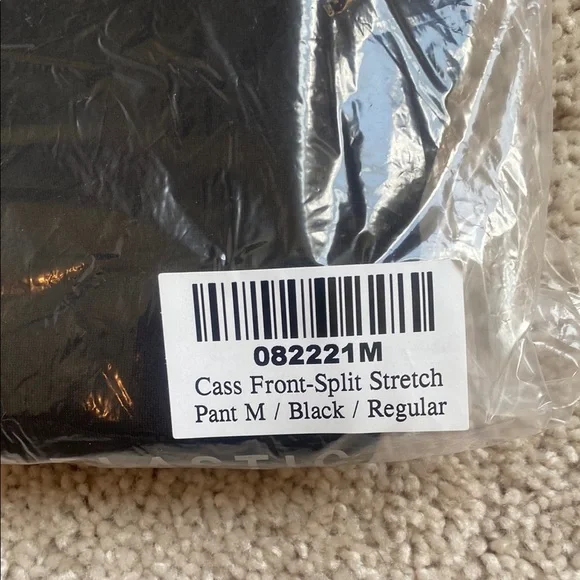 082221M
Cass Front-Split Stretch
Pant M / Black / Regular